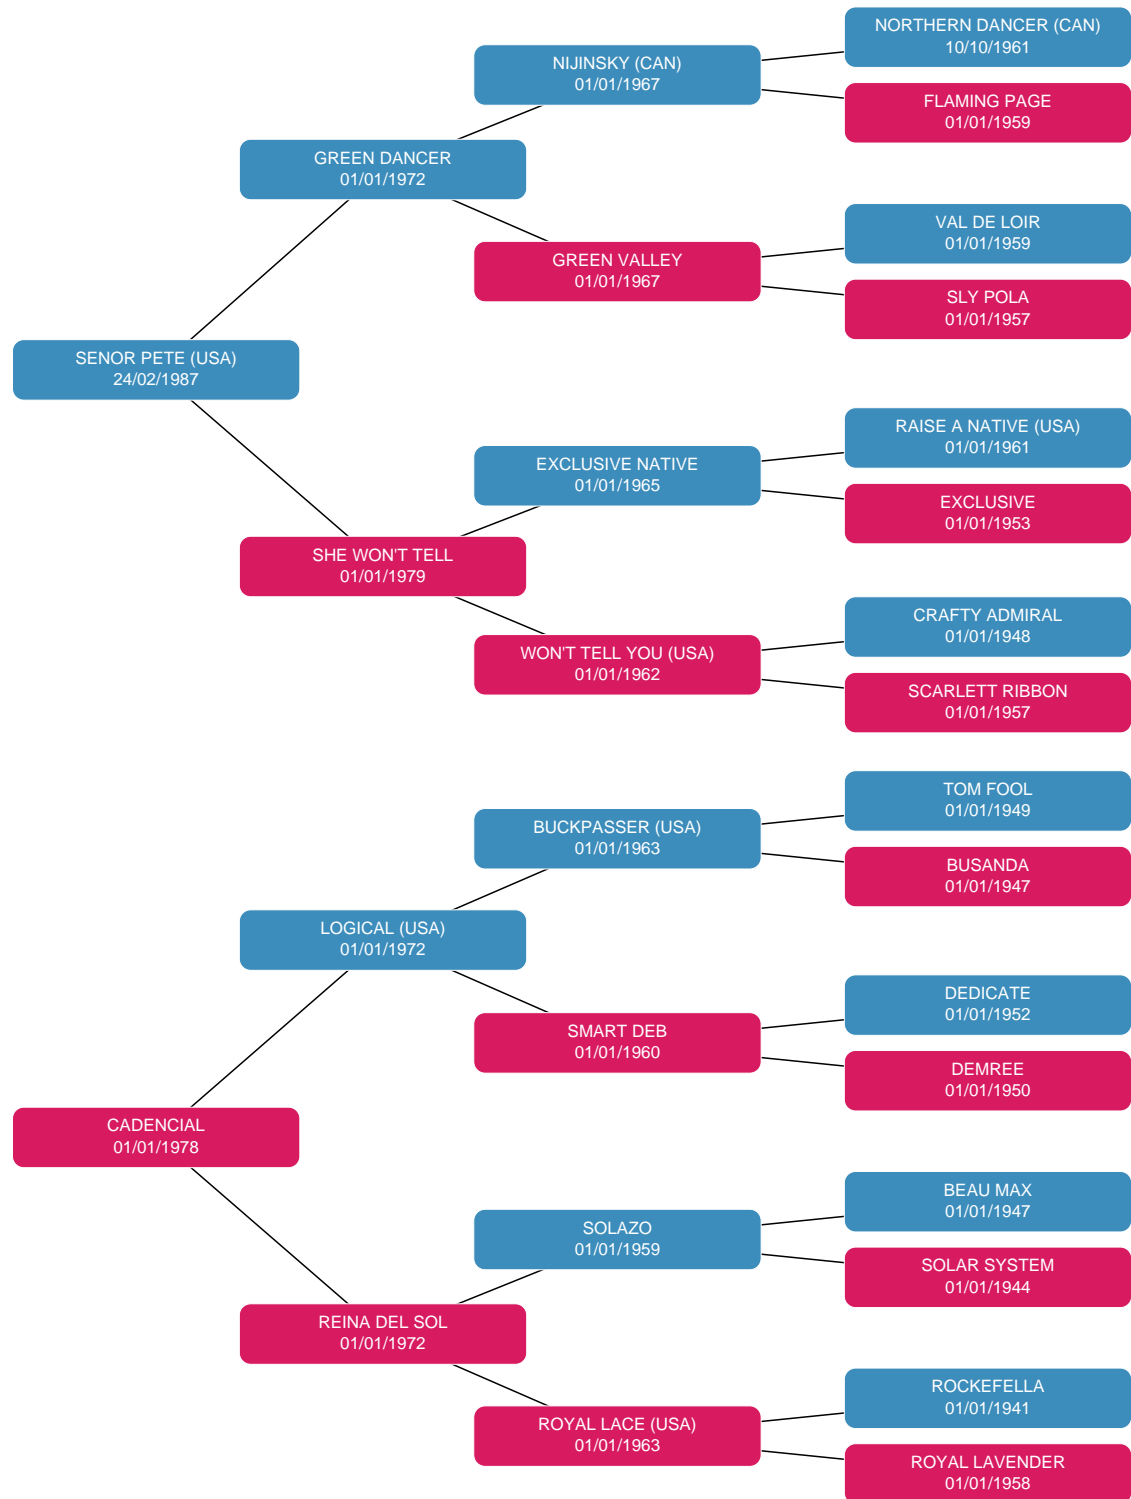 NORTHERN DANCER (CAN)
10/10/1961
NIJINSKY (CAN)
01/01/1967
FLAMING PAGE
01/01/1959
GREEN DANCER
01/01/1972
VAL DE LOIR
01/01/1959
GREEN VALLEY
01/01/1967
SLY POLA
01/01/1957
SENOR PETE (USA)
24/02/1987
RAISE A NATIVE (USA)
01/01/1961
EXCLUSIVE NATIVE
01/01/1965
EXCLUSIVE
01/01/1953
SHE WON'T TELL
01/01/1979
CRAFTY ADMIRAL
01/01/1948
WON'T TELL YOU (USA)
01/01/1962
SCARLETT RIBBON
01/01/1957
TOM FOOL
01/01/1949
BUCKPASSER (USA)
01/01/1963
BUSANDA
01/01/1947
LOGICAL (USA)
01/01/1972
DEDICATE
01/01/1952
SMART DEB
01/01/1960
DEMREE
01/01/1950
CADENCIAL
01/01/1978
BEAU MAX
01/01/1947
SOLAZO
01/01/1959
SOLAR SYSTEM
01/01/1944
REINA DEL SOL
01/01/1972
ROCKEFELLA
01/01/1941
ROYAL LACE (USA)
01/01/1963
ROYAL LAVENDER
01/01/1958